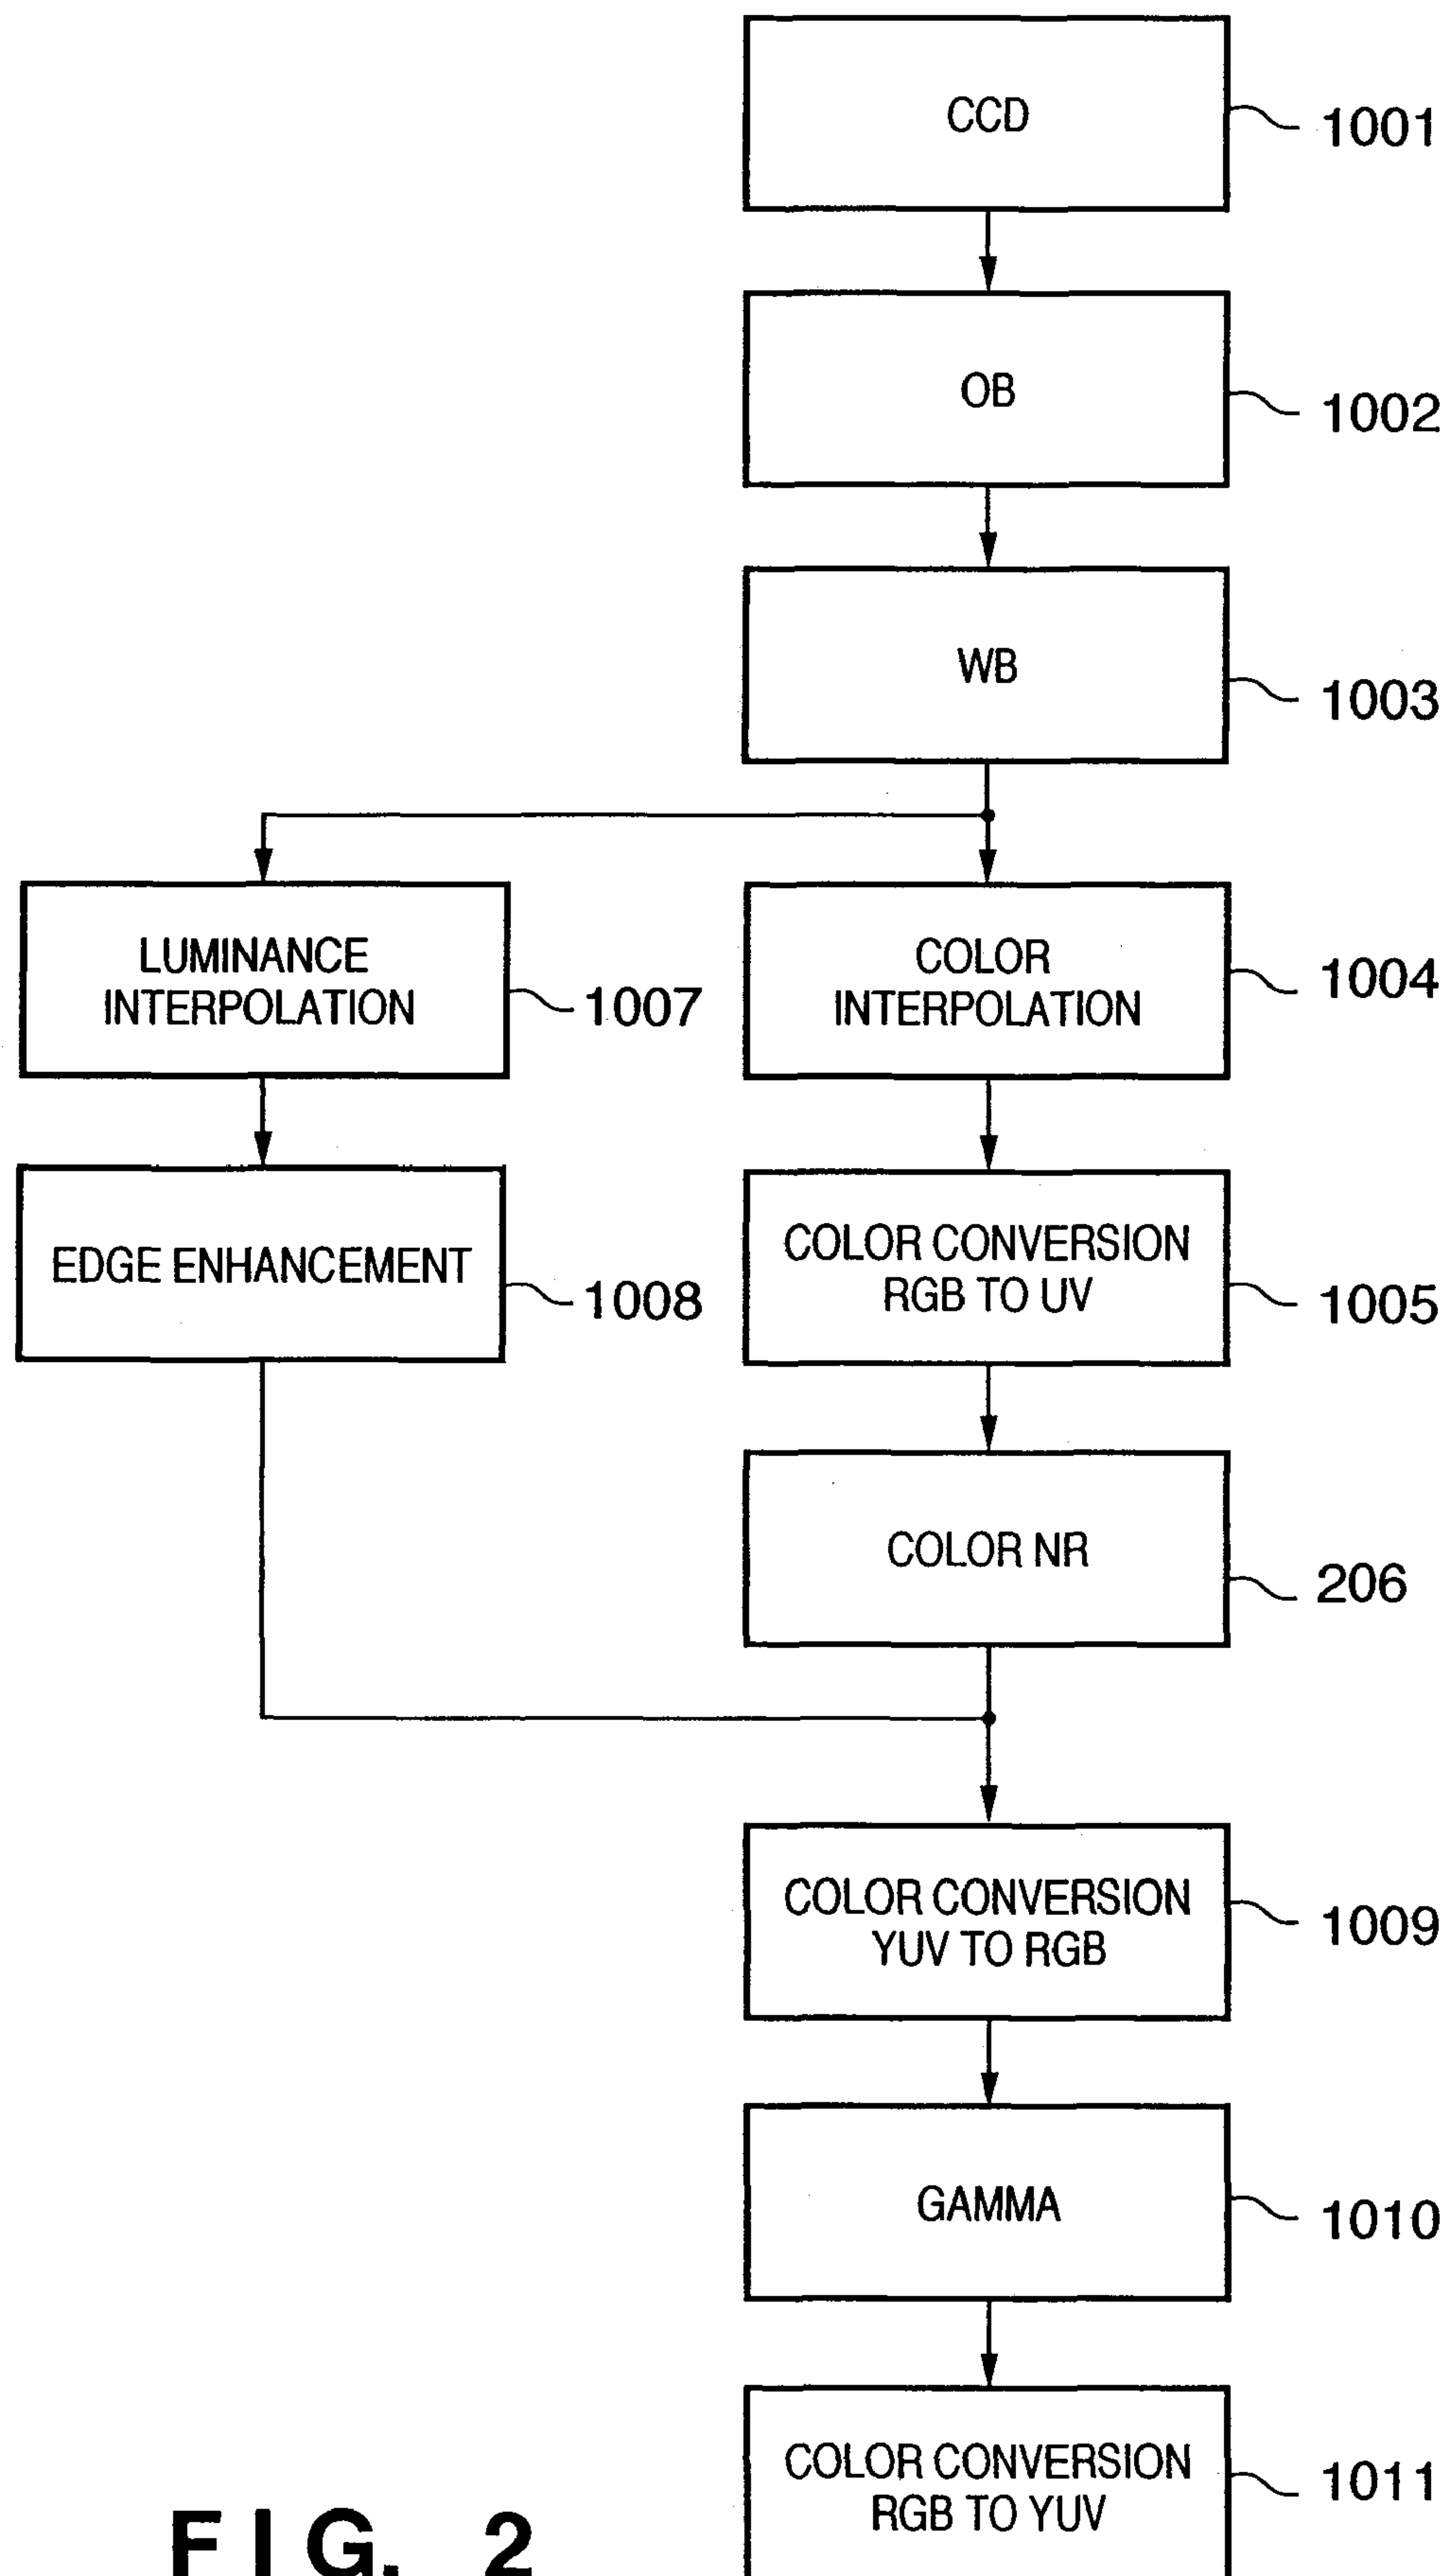 CCD
1001
OB
1002
WB
1003
LUMINANCE
INTERPOLATION
1007
COLOR
INTERPOLATION
1004
EDGE ENHANCEMENT
1008
COLOR CONVERSION
RGB TO UV
1005
COLOR NR
206
COLOR CONVERSION
YUV TO RGB
1009
GAMMA
1010
COLOR CONVERSION
RGB TO YUV
1011
FIG. 2